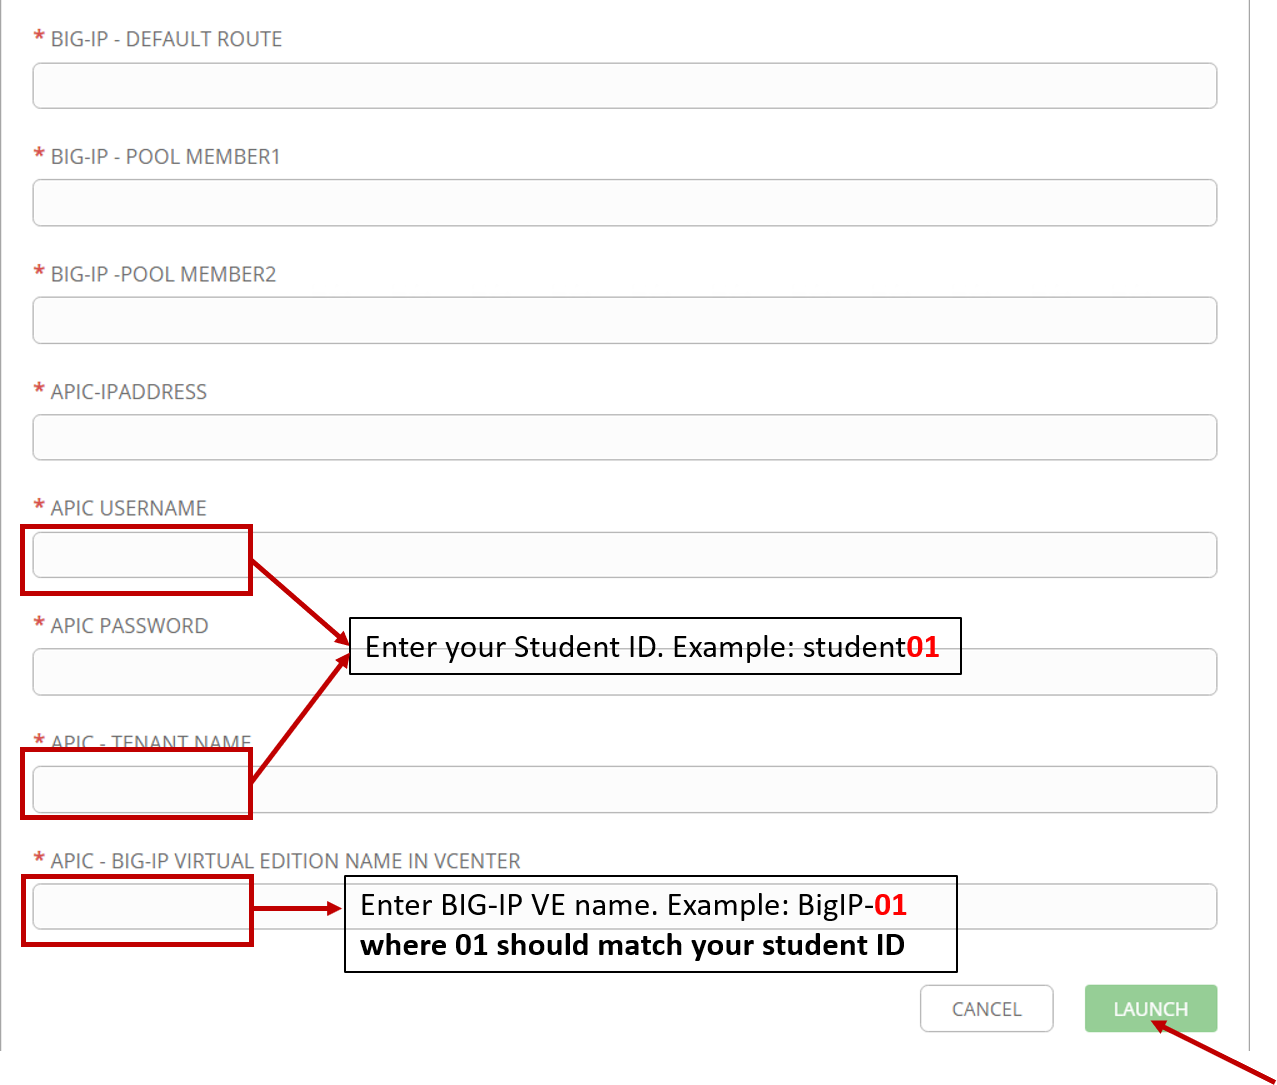 * BIG-IP - DEFAULT ROUTE
* BIG-IP - POOL MEMBER1
* BIG-IP -POOL MEMBER2
* APIC-IPADDRESS
* APIC USERNAME
* APIC PASSWORD
Enter your Student ID. Example: student01
* APIC - TENANT NAME
* APIC - BIG-IP VIRTUAL EDITION NAME IN VCENTER
Enter BIG-IP VE name. Example: BigIP-01
where 01 should match your student ID
CANCEL
LAUNCH